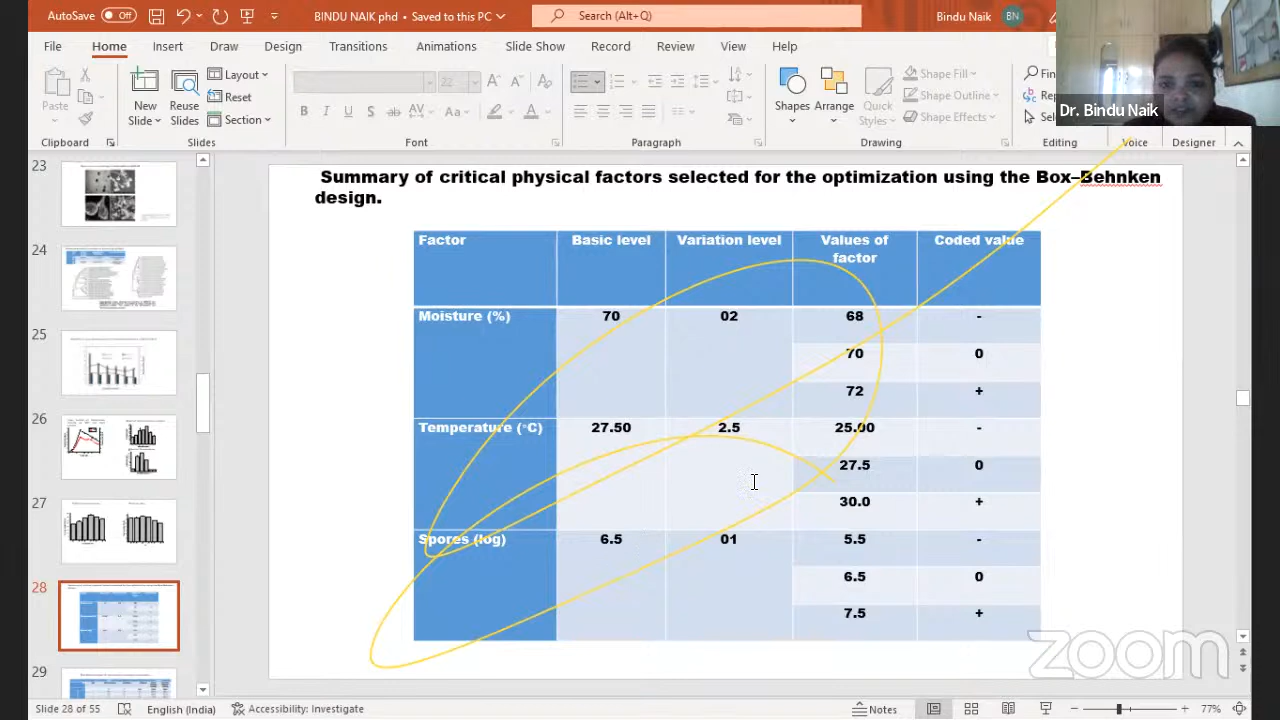 AutoSave Off BINDU NAIK phd • Saved to this PC Search (Alt+Q) Bindu Naik BN
File Home Insert Draw Design Transitions Animations Slide Show Record Review View Help
Paste New Slide Reuse Slides Layout Reset Section 22 Shapes Arrange Quick Styles Shape Fill Shape Outline Shape Effects
Dr. Bindu Naik
Clipboard Slides Font Paragraph Drawing Editing Voice Designer
23
24
25
26
27
28
29
Summary of critical physical factors selected for the optimization using the Box–Behnken
design.
Factor Basic level Variation level Values of factor Coded value
Moisture (%) 70 02 68 -
70 0
72 +
Temperature (°C) 27.50 2.5 25.00 -
27.5 0
30.0 +
Spores (log) 6.5 01 5.5 -
6.5 0
7.5 +
zoom
Slide 28 of 55 English (India) Accessibility: Investigate Notes 77%